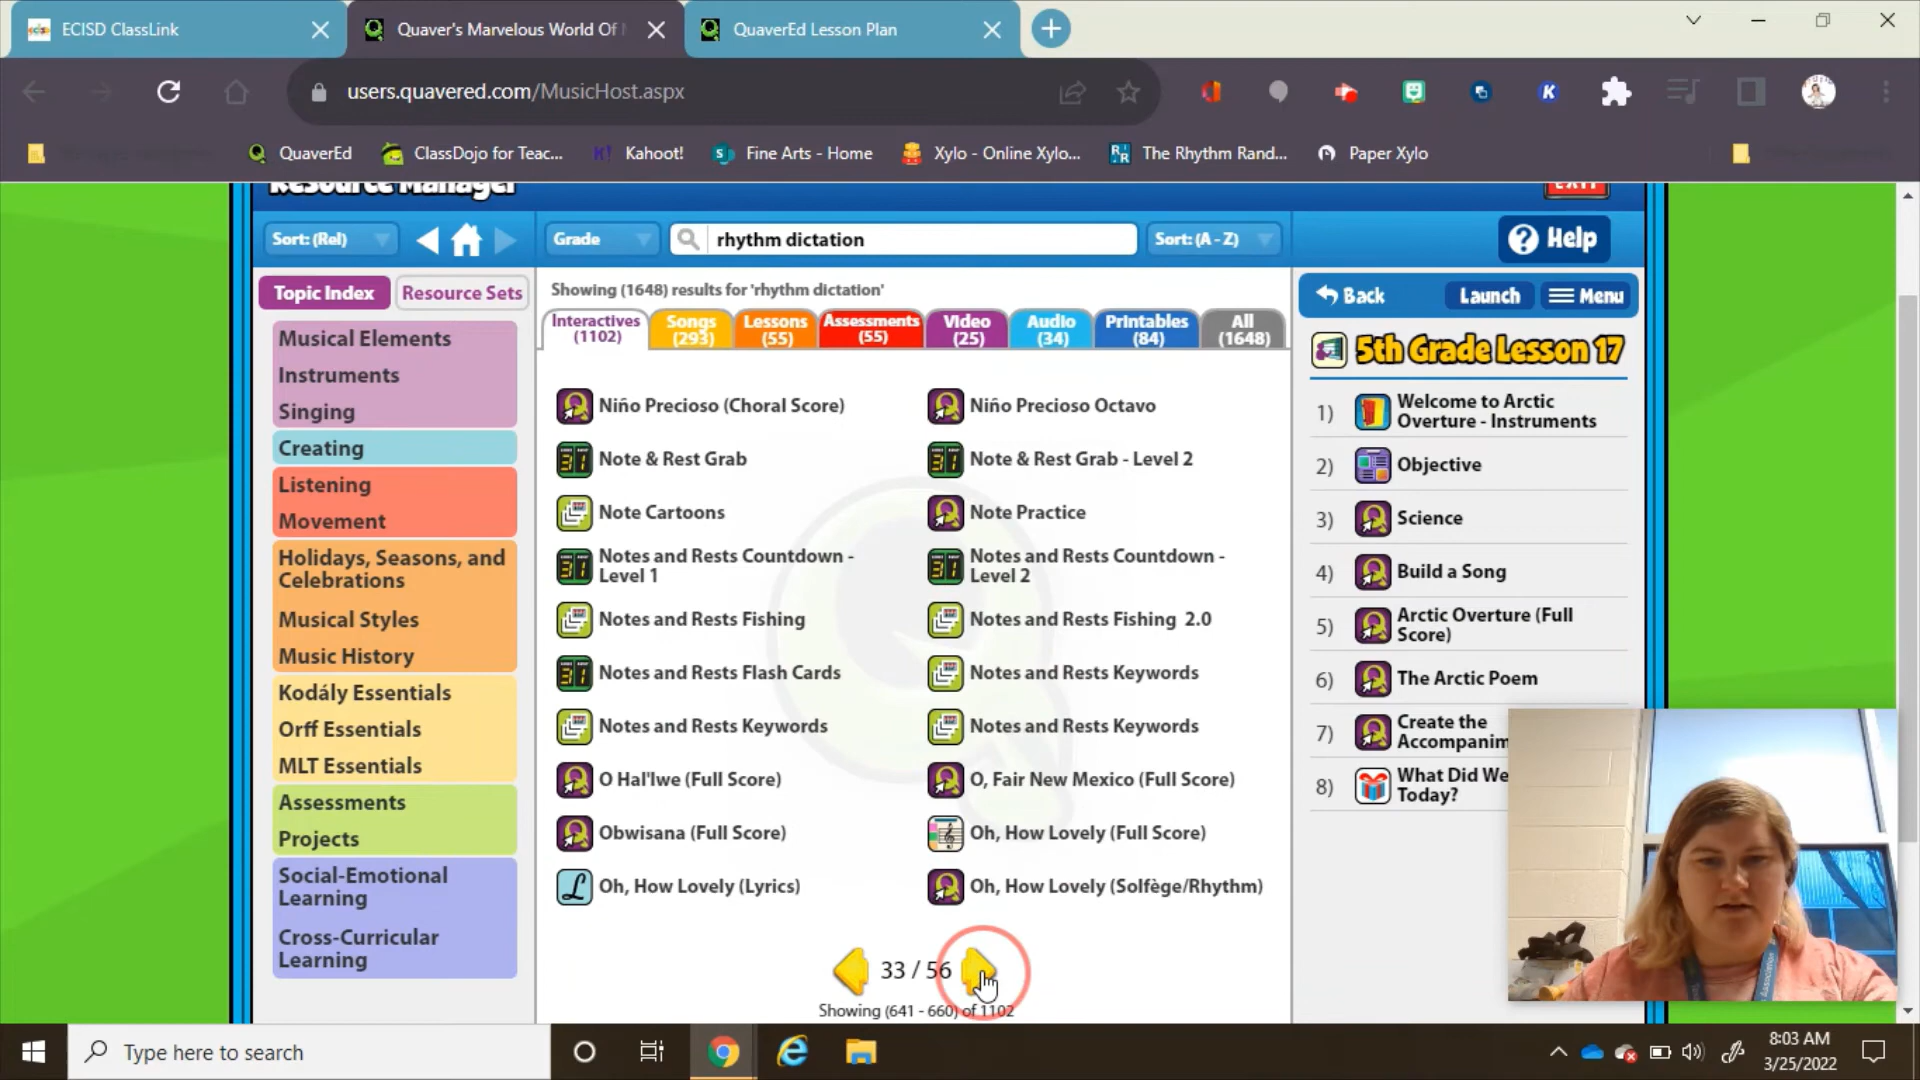 ECISD ClassLink
Quaver's Marvelous World Of
QuaverEd Lesson Plan
users.quavered.com/MusicHost.aspx
QuaverEd
ClassDojo for Teac...
Kahoot!
Fine Arts - Home
Xylo - Online Xylo...
The Rhythm Rand...
Paper Xylo
Resource Manager
EXIT
Sort: (Rel)
Grade
rhythm dictation
Sort: (A - Z)
Help
Topic Index
Resource Sets
Showing (1648) results for 'rhythm dictation'
Back
Launch
Menu
Interactives (1102)
Songs (293)
Lessons (55)
Assessments (55)
Video (25)
Audio (34)
Printables (84)
All (1648)
Musical Elements
Instruments
Singing
Creating
Listening
Movement
Holidays, Seasons, and
Celebrations
Musical Styles
Music History
Kodály Essentials
Orff Essentials
MLT Essentials
Assessments
Projects
Social-Emotional
Learning
Cross-Curricular
Learning
Niño Precioso (Choral Score)
Niño Precioso Octavo
Note & Rest Grab
Note & Rest Grab - Level 2
Note Cartoons
Note Practice
Notes and Rests Countdown -
Level 1
Notes and Rests Countdown -
Level 2
Notes and Rests Fishing
Notes and Rests Fishing 2.0
Notes and Rests Flash Cards
Notes and Rests Keywords
Notes and Rests Keywords
Notes and Rests Keywords
O Hal'lwe (Full Score)
O, Fair New Mexico (Full Score)
Obwisana (Full Score)
Oh, How Lovely (Full Score)
Oh, How Lovely (Lyrics)
Oh, How Lovely (Solfège/Rhythm)
33 / 56
Showing (641 - 660) of 1102
5th Grade Lesson 17
1) Welcome to Arctic
Overture - Instruments
2) Objective
3) Science
4) Build a Song
5) Arctic Overture (Full
Score)
6) The Arctic Poem
7) Create the
Accompanim
8) What Did We
Today?
Type here to search
8:03 AM
3/25/2022